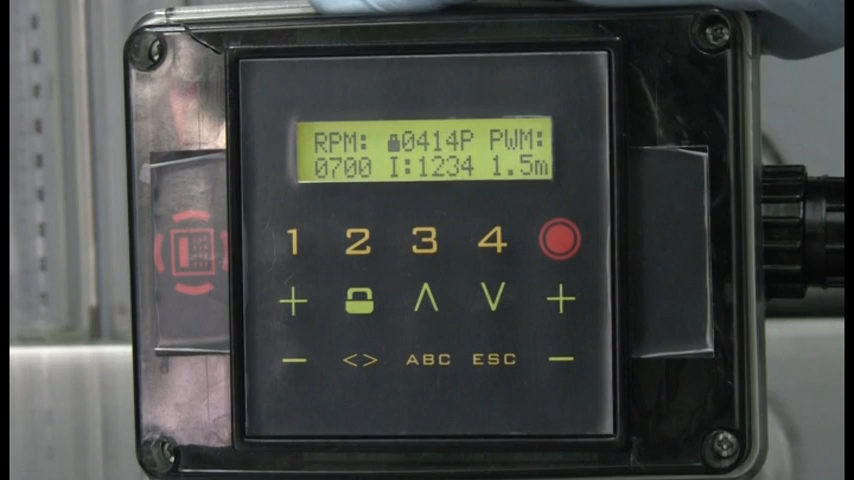 RPM: 0414P PWM:
0700 I:1234 1.5m
1 2 3 4
+ Λ V +
- <> ABC ESC -